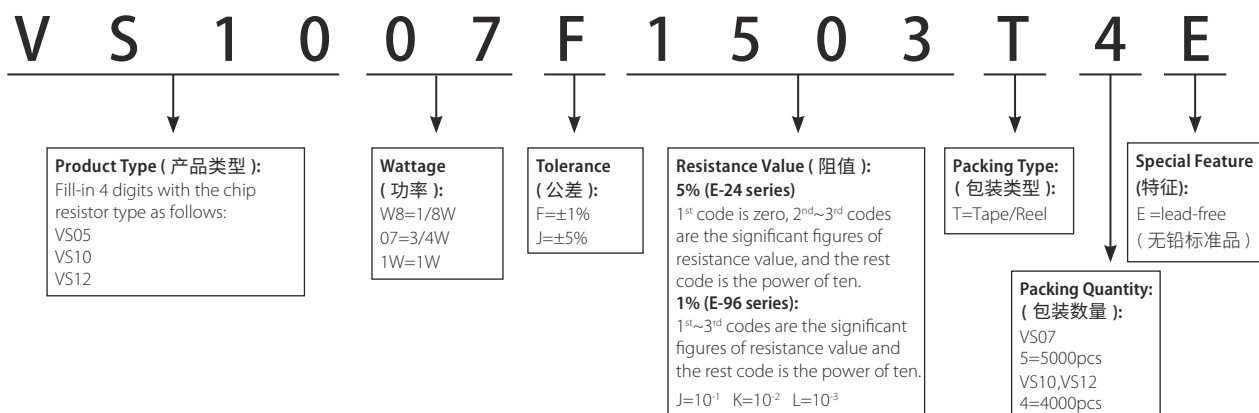 V S 1 0 0 7 F 1 5 0 3 T 4 E
Product Type ( 产品类型 ):
Fill-in 4 digits with the chip
resistor type as follows:
VS05
VS10
VS12
Wattage
( 功率 ):
W8=1/8W
07=3/4W
1W=1W
Tolerance
( 公差 ):
F=±1%
J=±5%
Resistance Value ( 阻值 ):
5% (E-24 series)
1st code is zero, 2nd~3rd codes
are the significant figures of
resistance value, and the rest
code is the power of ten.
1% (E-96 series):
1st~3rd codes are the significant
figures of resistance value and
the rest code is the power of ten.
J=10-1 K=10-2 L=10-3
Packing Type:
( 包装类型 ):
T=Tape/Reel
Packing Quantity:
( 包装数量 ):
VS07
5=5000pcs
VS10,VS12
4=4000pcs
Special Feature
(特征):
E =lead-free
( 无铅标准品 )